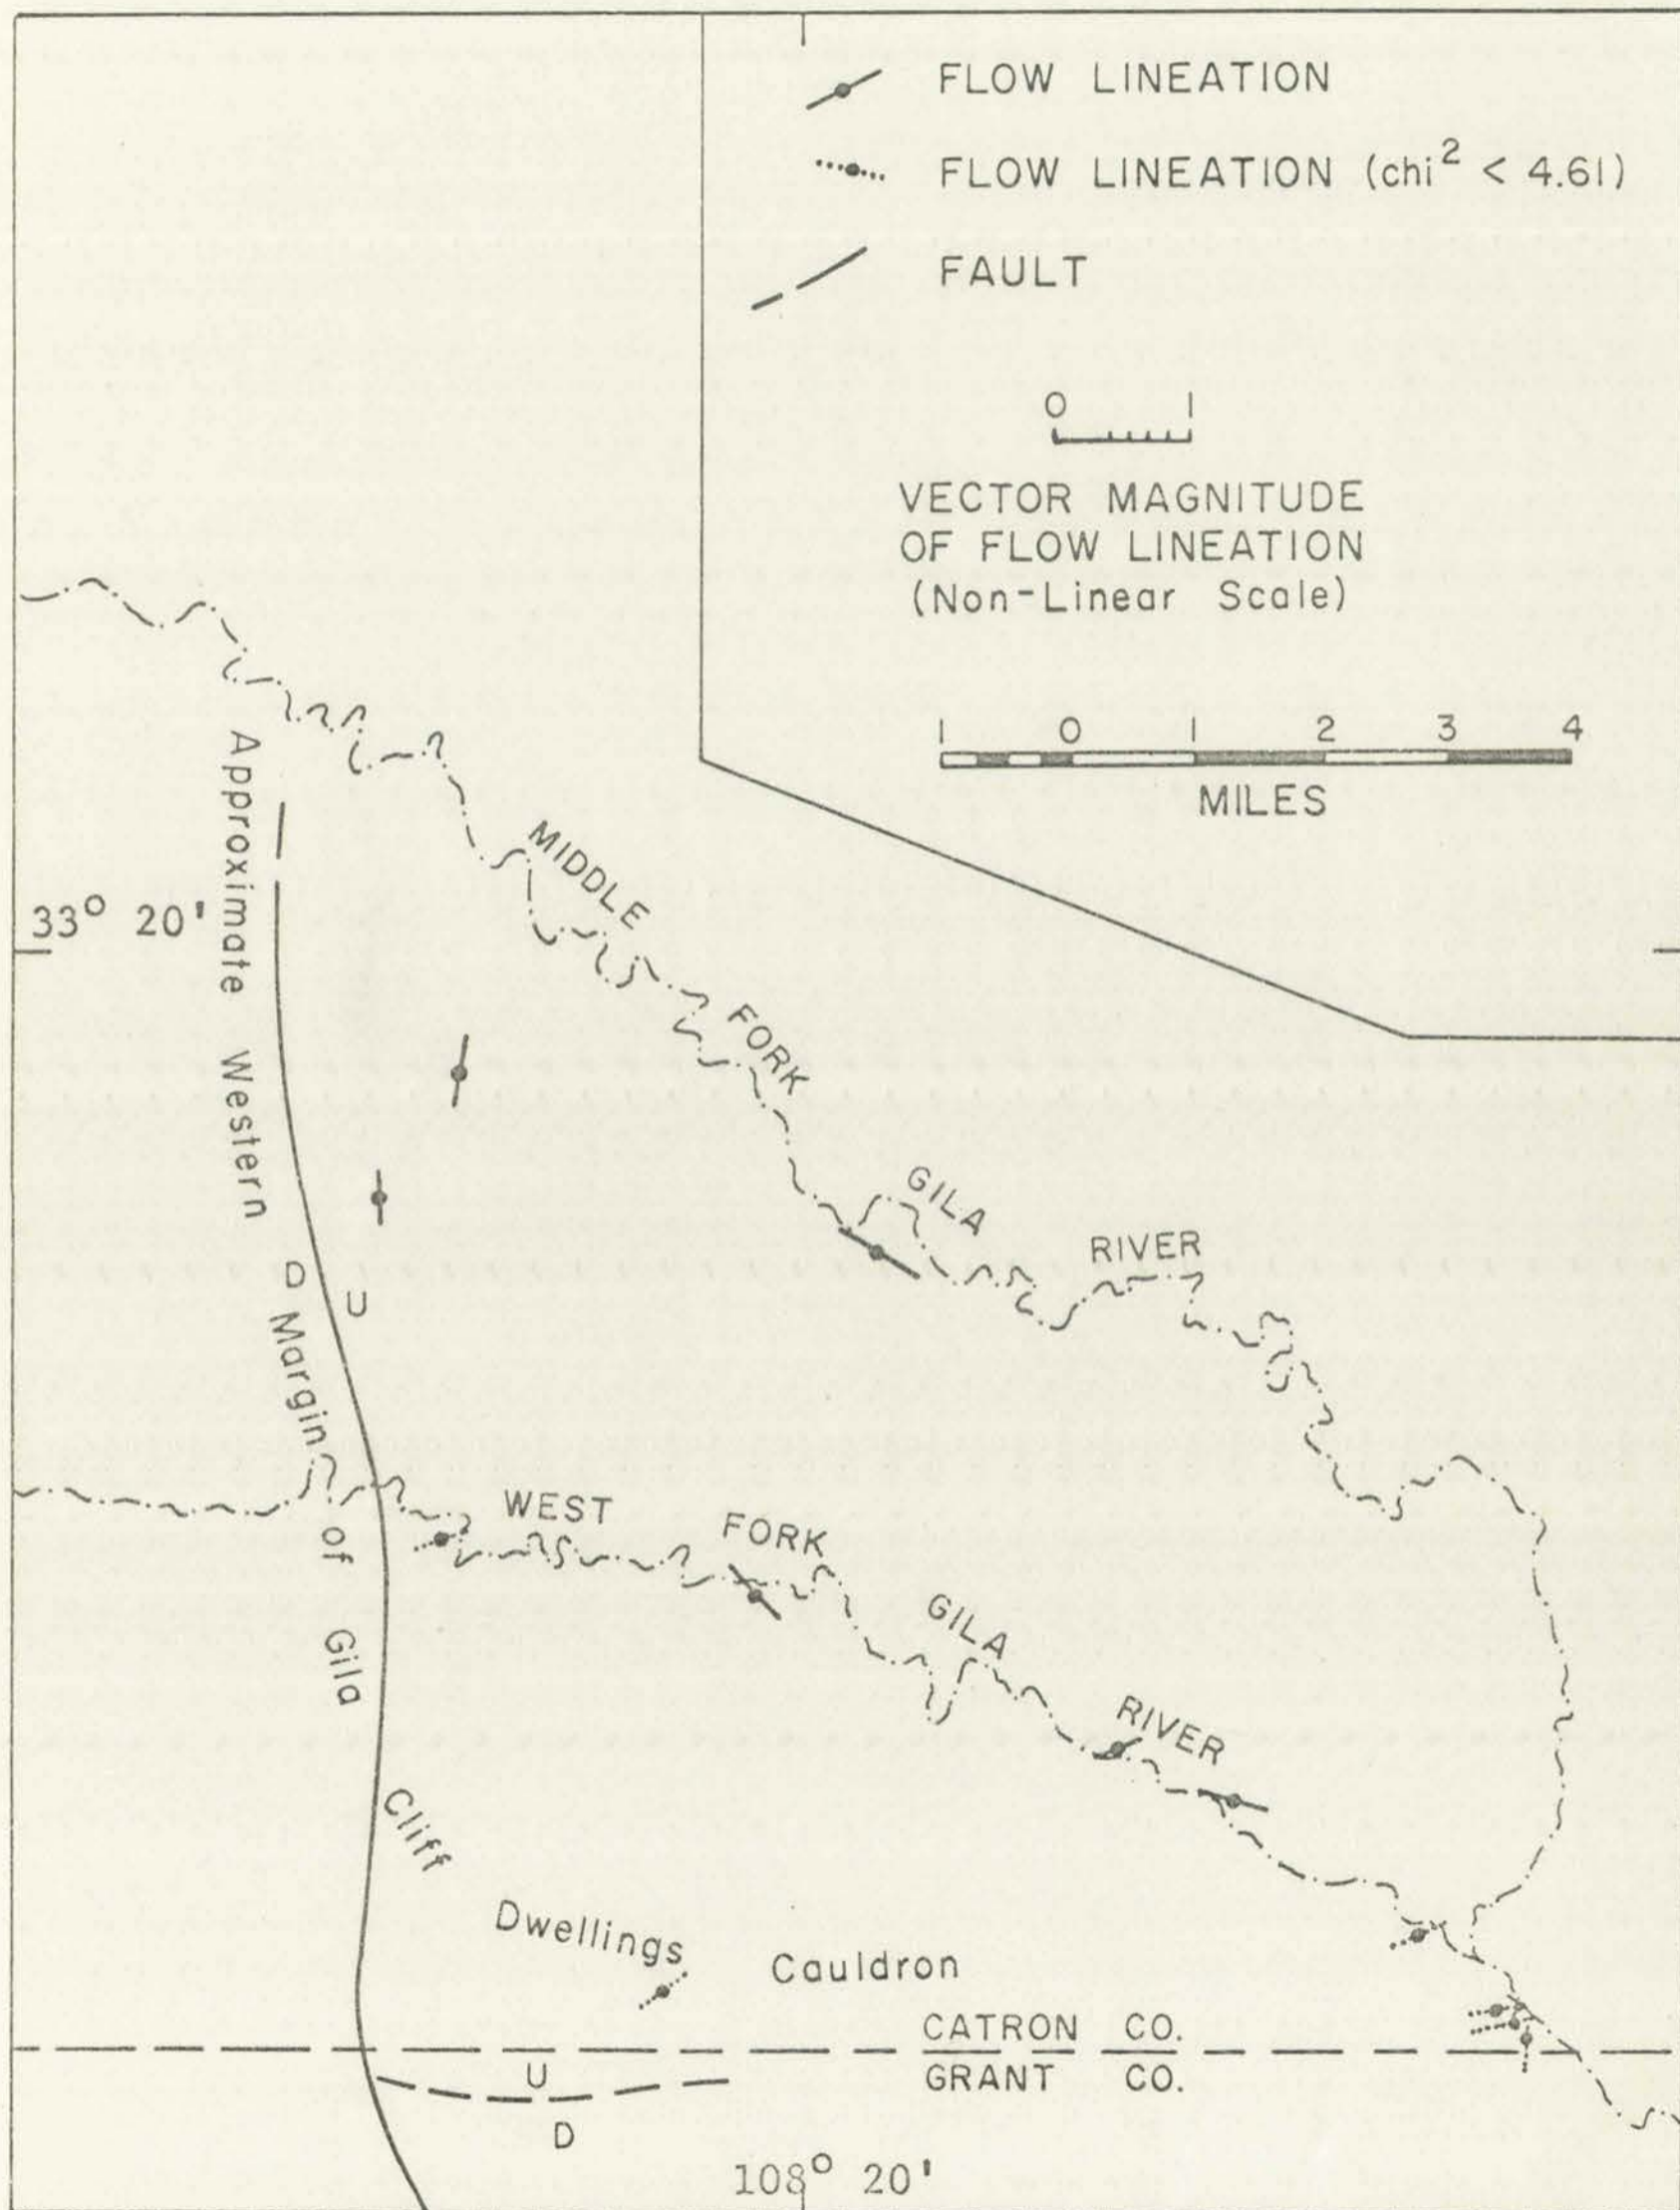 FLOW LINEATION
FLOW LINEATION (chi² < 4.61)
FAULT
0 1
VECTOR MAGNITUDE
OF FLOW LINEATION
(Non-Linear Scale)
1 0 1 2 3 4
MILES
33° 20'
Approximate Western Margin of Gila Cliff Dwellings Cauldron
MIDDLE FORK GILA RIVER
D
U
WEST FORK GILA RIVER
CATRON CO.
GRANT CO.
U
D
108° 20'